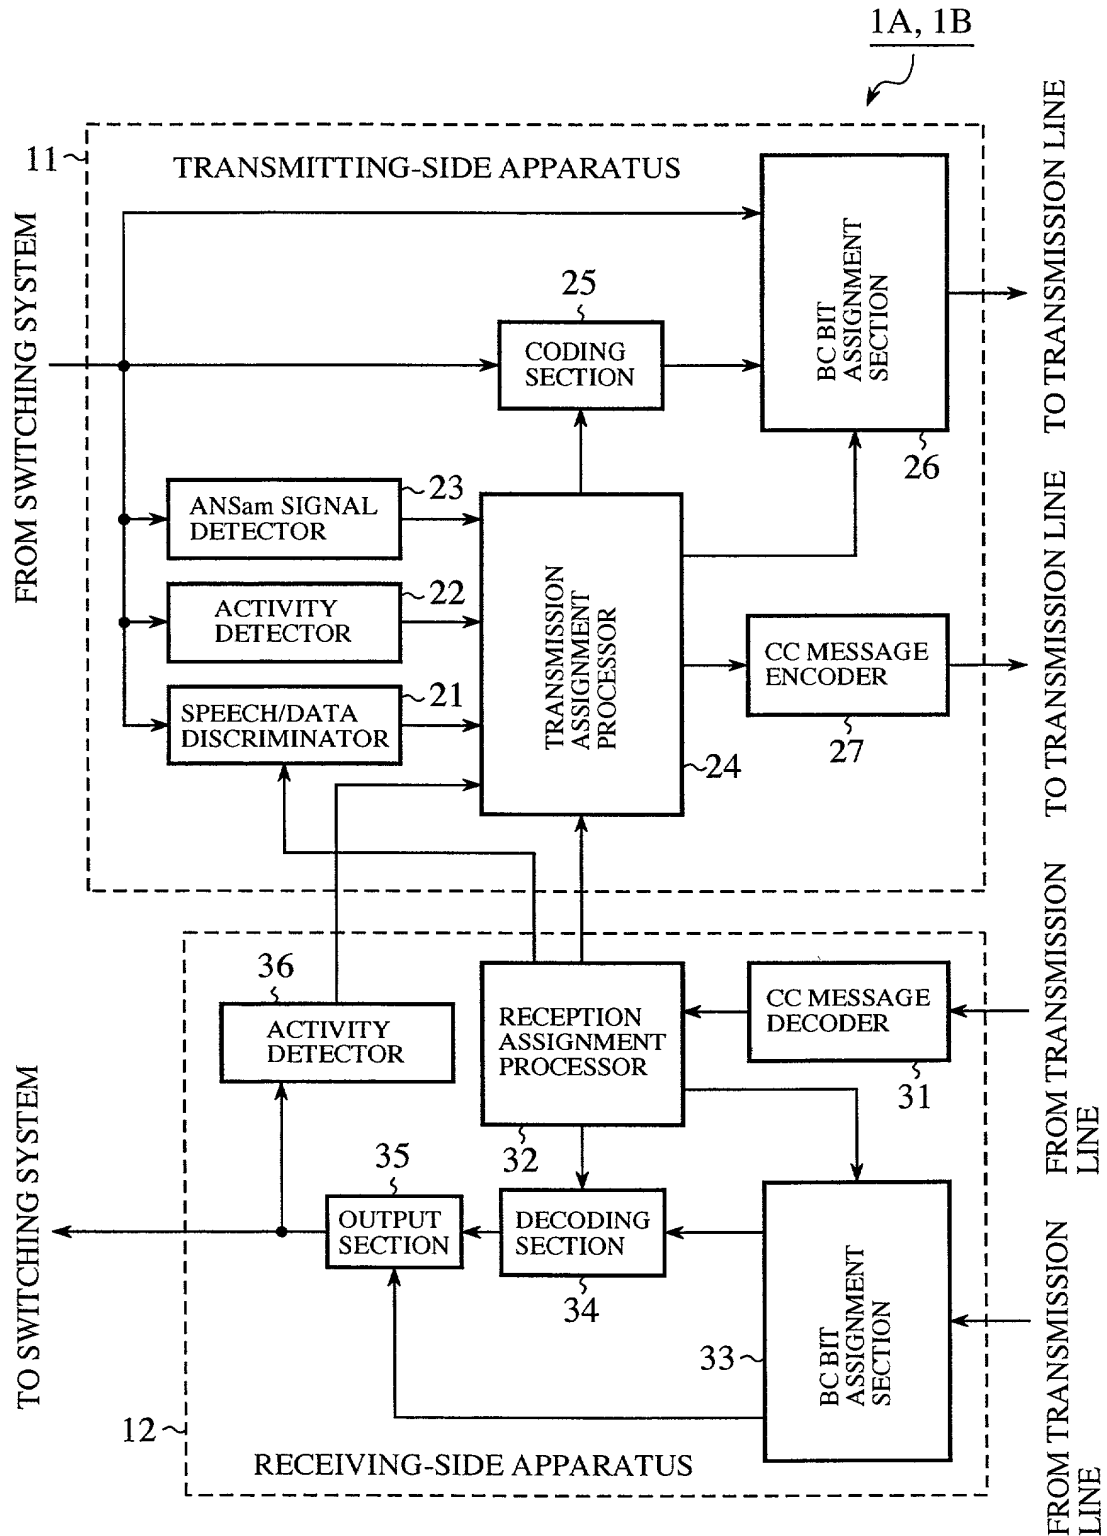 1A, 1B
11
TRANSMITTING-SIDE APPARATUS
FROM SWITCHING SYSTEM
25
CODING
SECTION
BC BIT
ASSIGNMENT
SECTION
26
TO TRANSMISSION LINE
ANSam SIGNAL
DETECTOR
23
ACTIVITY
DETECTOR
22
SPEECH/DATA
DISCRIMINATOR
21
TRANSMISSION
ASSIGNMENT
PROCESSOR
24
CC MESSAGE
ENCODER
27
TO TRANSMISSION LINE
36
ACTIVITY
DETECTOR
RECEPTION
ASSIGNMENT
PROCESSOR
32
CC MESSAGE
DECODER
31
FROM TRANSMISSION
LINE
TO SWITCHING SYSTEM
35
OUTPUT
SECTION
DECODING
SECTION
34
33
BC BIT
ASSIGNMENT
SECTION
FROM TRANSMISSION
LINE
12
RECEIVING-SIDE APPARATUS